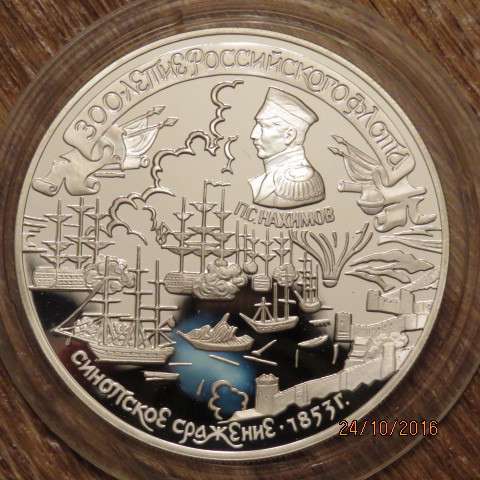 300-ЛЕТИЕ РОССИЙСКОГО ФЛОТА
П.С. НАХИМОВ
СИНОПСКОЕ СРАЖЕНИЕ · 1853 г.
24/10/2016